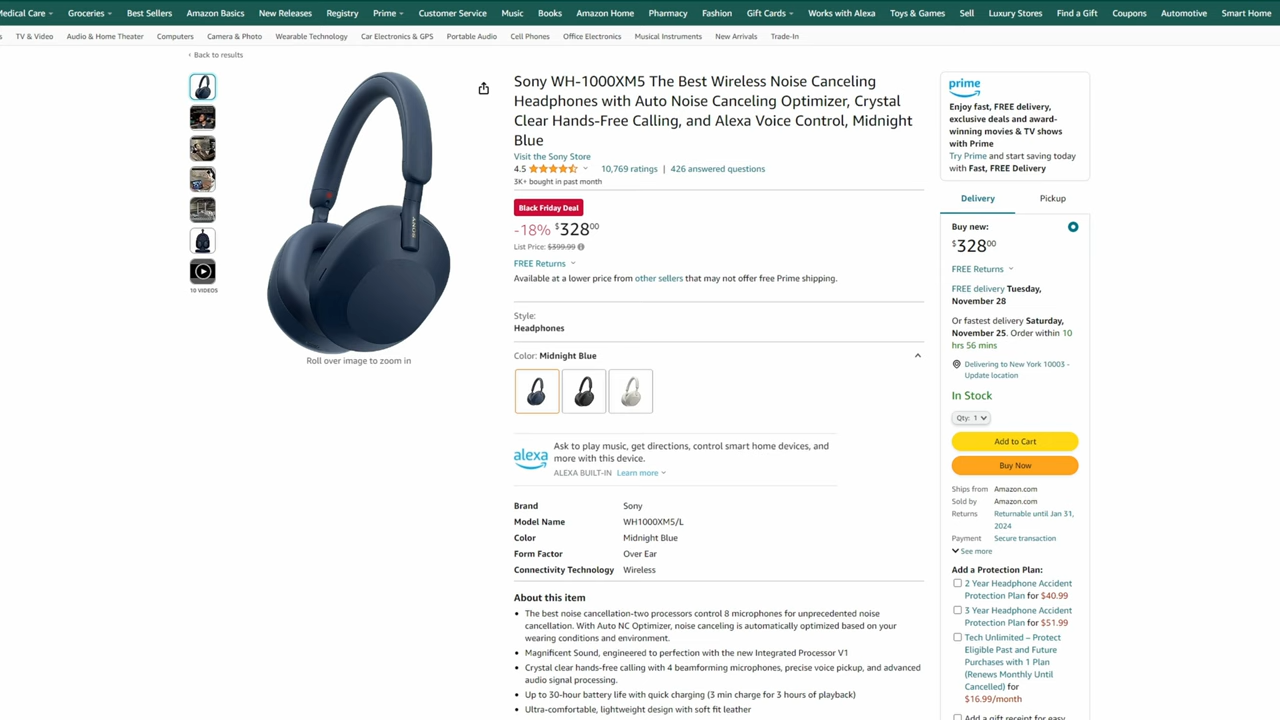 Medical Care Groceries Best Sellers Amazon Basics New Releases Registry Prime Customer Service Music Books Amazon Home Pharmacy Fashion Gift Cards Works with Alexa Toys & Games Sell Luxury Stores Find a Gift Coupons Automotive Smart Home
TV & Video Audio & Home Theater Computers Camera & Photo Wearable Technology Car Electronics & GPS Portable Audio Cell Phones Office Electronics Musical Instruments New Arrivals Trade-In
‹ Back to results
10 VIDEOS
SONY
Roll over image to zoom in
Sony WH-1000XM5 The Best Wireless Noise Canceling
Headphones with Auto Noise Canceling Optimizer, Crystal
Clear Hands-Free Calling, and Alexa Voice Control, Midnight
Blue
Visit the Sony Store
4.5 10,769 ratings | 426 answered questions
3K+ bought in past month
Black Friday Deal
-18% $32800
List Price: $399.99
FREE Returns
Available at a lower price from other sellers that may not offer free Prime shipping.
Style:
Headphones
Color: Midnight Blue
alexa
Ask to play music, get directions, control smart home devices, and
more with this device.
ALEXA BUILT-IN Learn more
Brand Sony
Model Name WH1000XM5/L
Color Midnight Blue
Form Factor Over Ear
Connectivity Technology Wireless
About this item
• The best noise cancellation-two processors control 8 microphones for unprecedented noise
cancellation. With Auto NC Optimizer, noise canceling is automatically optimized based on your
wearing conditions and environment.
• Magnificent Sound, engineered to perfection with the new Integrated Processor V1
• Crystal clear hands-free calling with 4 beamforming microphones, precise voice pickup, and advanced
audio signal processing.
• Up to 30-hour battery life with quick charging (3 min charge for 3 hours of playback)
• Ultra-comfortable, lightweight design with soft fit leather
prime
Enjoy fast, FREE delivery,
exclusive deals and award-
winning movies & TV shows
with Prime
Try Prime and start saving today
with Fast, FREE Delivery
Delivery Pickup
Buy new:
$32800
FREE Returns
FREE delivery Tuesday,
November 28
Or fastest delivery Saturday,
November 25. Order within 10
hrs 56 mins
Delivering to New York 10003 -
Update location
In Stock
Qty: 1
Add to Cart
Buy Now
Ships from Amazon.com
Sold by Amazon.com
Returns Returnable until Jan 31,
2024
Payment Secure transaction
See more
Add a Protection Plan:
2 Year Headphone Accident
Protection Plan for $40.99
3 Year Headphone Accident
Protection Plan for $51.99
Tech Unlimited – Protect
Eligible Past and Future
Purchases with 1 Plan
(Renews Monthly Until
Cancelled) for
$16.99/month
Add a gift receipt for easy